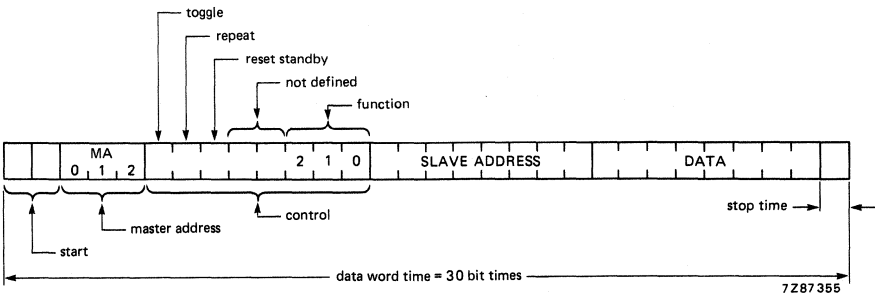 toggle
repeat
reset standby
not defined
function
MA
0 1 2
2 1 0
SLAVE ADDRESS
DATA
stop time
control
master address
start
data word time = 30 bit times
7Z87355